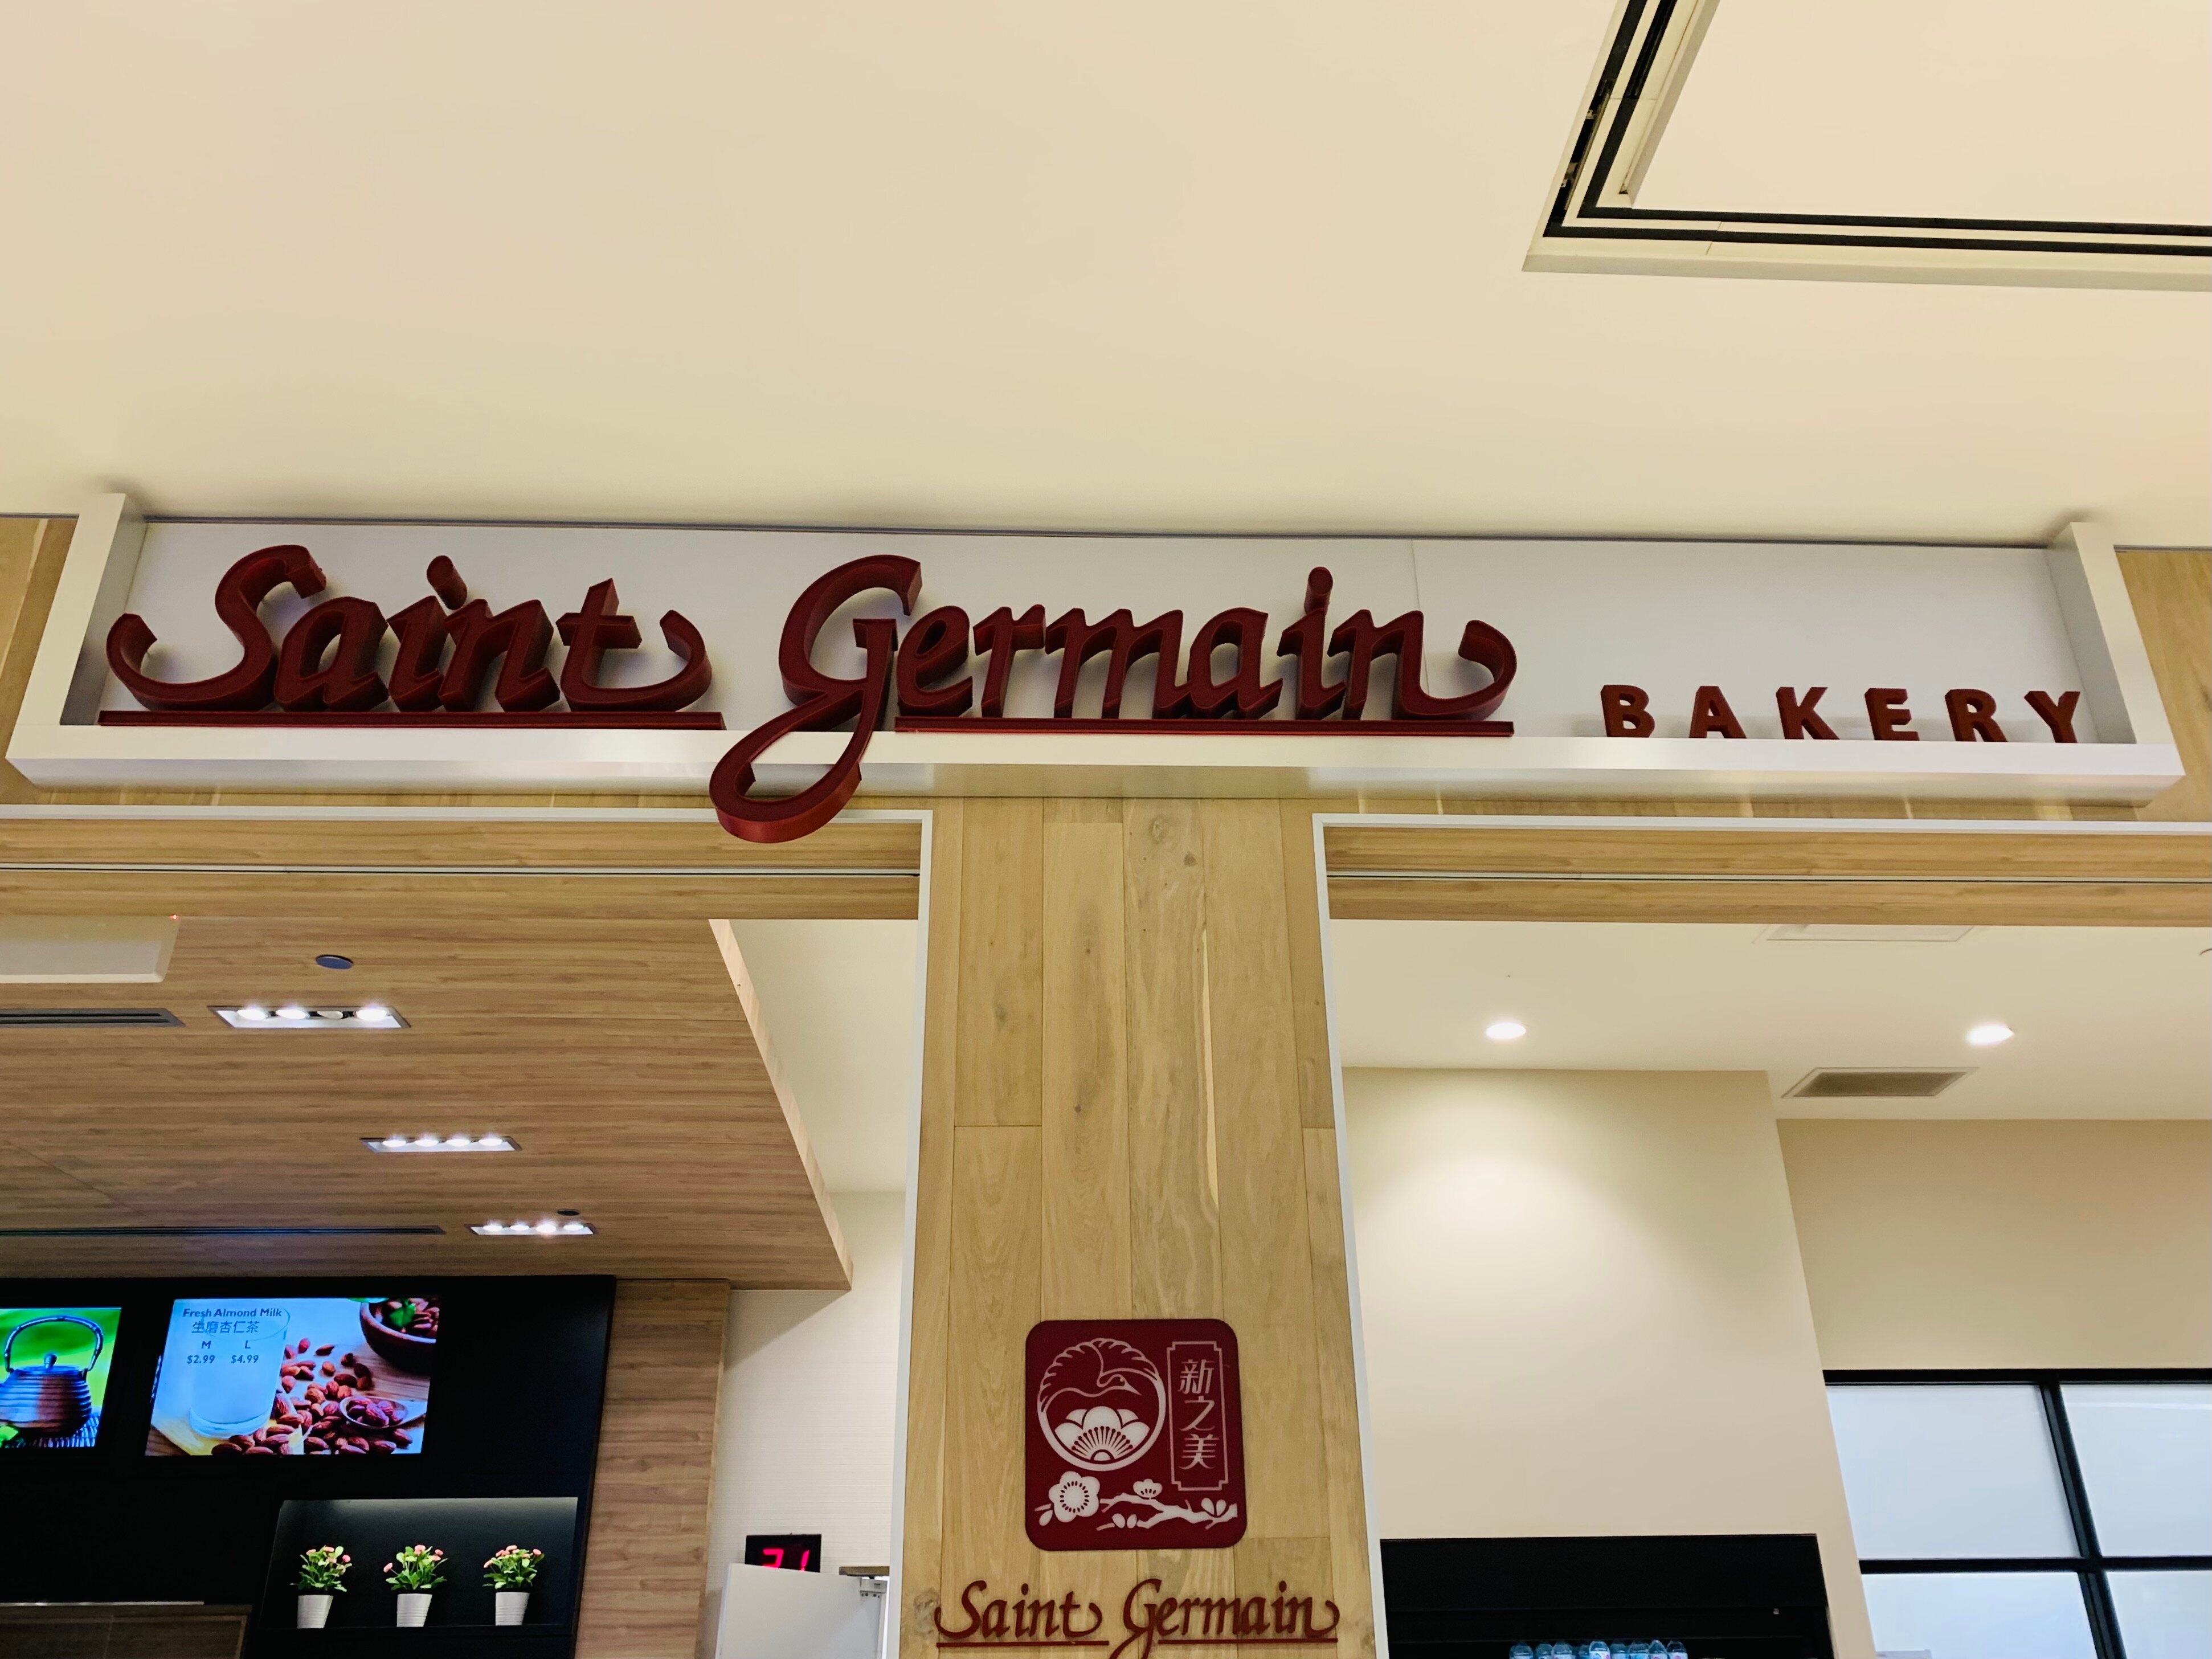 Saint Germain BAKERY
Fresh Almond Milk
生磨杏仁茶
M L
$2.99 $4.99
新之美
Saint Germain